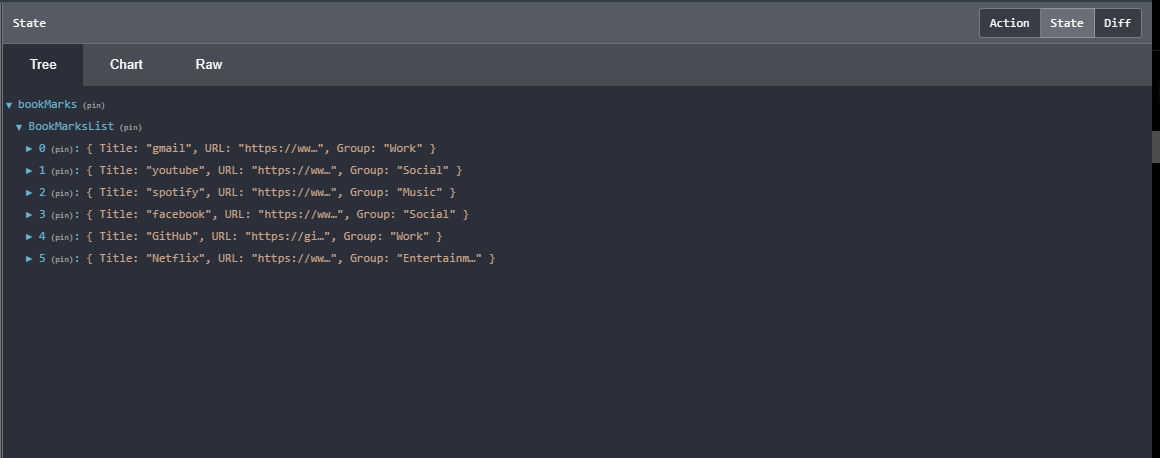 State Action State Diff
Tree Chart Raw
▼ bookMarks (pin)
▼ BookMarksList (pin)
▶ 0 (pin): { Title: "gmail", URL: "https://ww…", Group: "Work" }
▶ 1 (pin): { Title: "youtube", URL: "https://ww…", Group: "Social" }
▶ 2 (pin): { Title: "spotify", URL: "https://ww…", Group: "Music" }
▶ 3 (pin): { Title: "facebook", URL: "https://ww…", Group: "Social" }
▶ 4 (pin): { Title: "GitHub", URL: "https://gi…", Group: "Work" }
▶ 5 (pin): { Title: "Netflix", URL: "https://ww…", Group: "Entertainm…" }